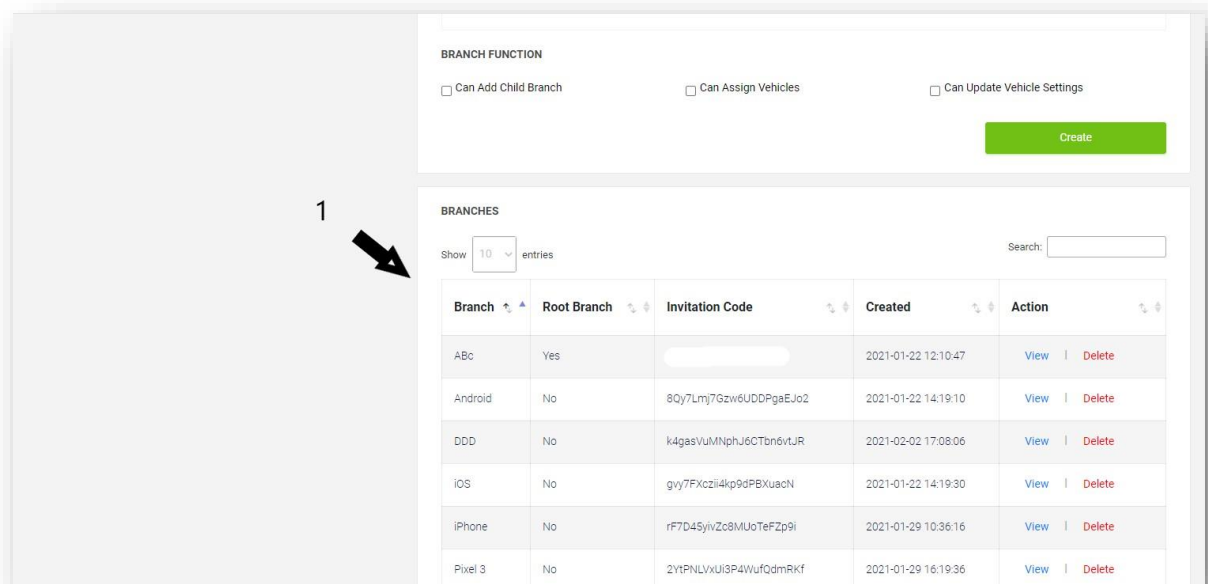 BRANCH FUNCTION
Can Add Child Branch Can Assign Vehicles Can Update Vehicle Settings
Create
1
BRANCHES
Show 10 entries Search:
Branch Root Branch Invitation Code Created Action
ABc Yes 2021-01-22 12:10:47 View | Delete
Android No 8Qy7Lmj7Gzw6UDDPgaEJo2 2021-01-22 14:19:10 View | Delete
DDD No k4gasVuMNphJ6CTbn6vtJR 2021-02-02 17:08:06 View | Delete
iOS No gvy7FXczii4kp9dPBXuacN 2021-01-22 14:19:30 View | Delete
iPhone No rF7D45yivZc8MUoTeFZp9i 2021-01-29 10:36:16 View | Delete
Pixel 3 No 2YtPNLVxUi3P4WufQdmRKf 2021-01-29 16:19:36 View | Delete